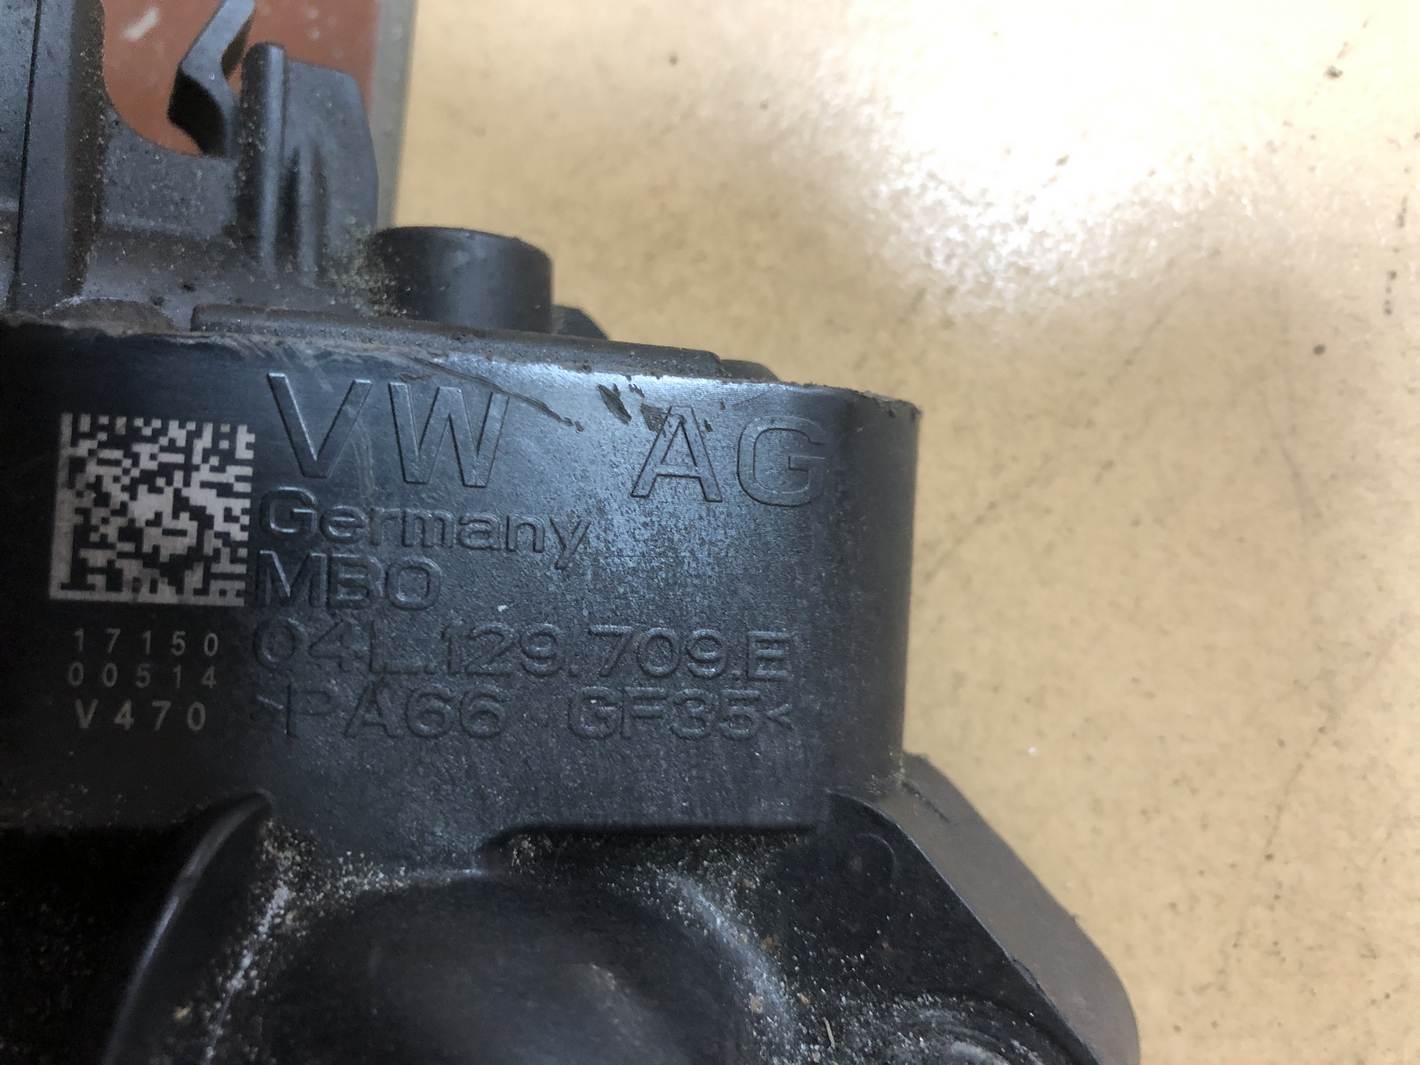 VW AG
Germany
MBO
04L.129.709.E
>PA66 GF35<
17150
00514
V470